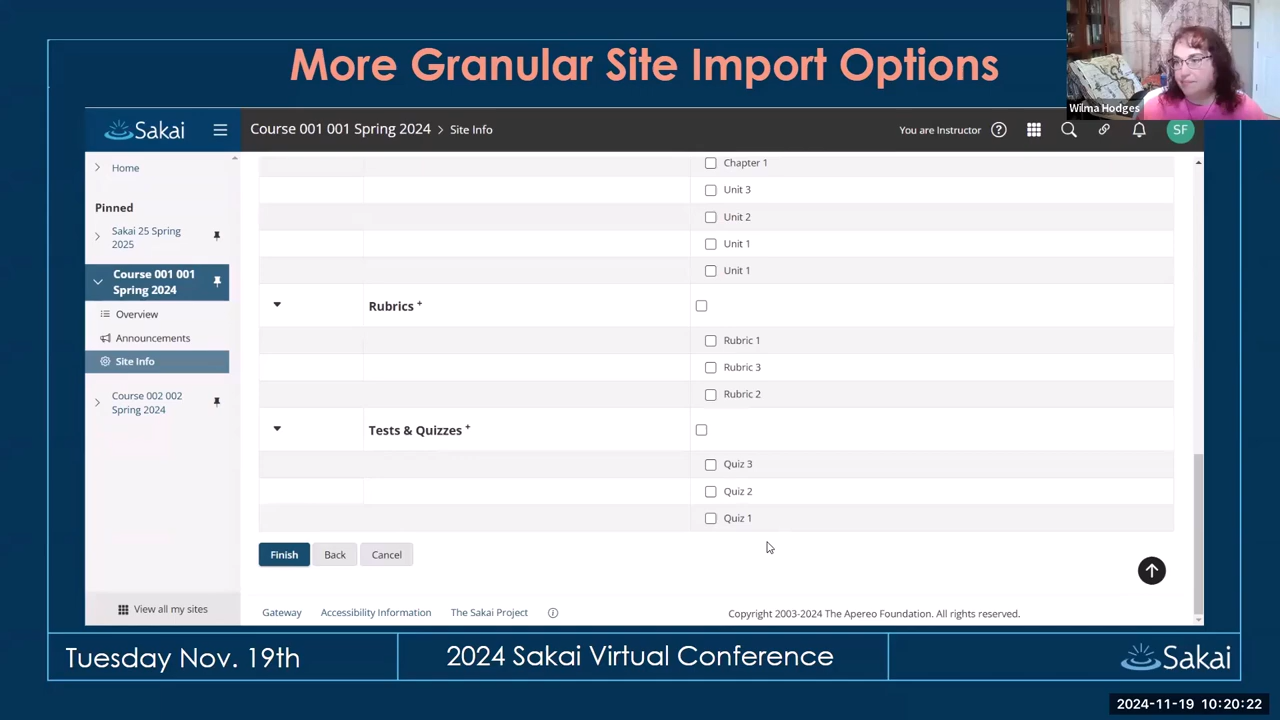 More Granular Site Import Options
Wilma Hodges
Sakai
Course 001 001 Spring 2024 > Site Info
You are Instructor
SF
Home
Pinned
Sakai 25 Spring
2025
Course 001 001
Spring 2024
Overview
Announcements
Site Info
Course 002 002
Spring 2024
View all my sites
Chapter 1
Unit 3
Unit 2
Unit 1
Unit 1
Rubrics +
Rubric 1
Rubric 3
Rubric 2
Tests & Quizzes +
Quiz 3
Quiz 2
Quiz 1
Finish
Back
Cancel
Gateway
Accessibility Information
The Sakai Project
Copyright 2003-2024 The Apereo Foundation. All rights reserved.
Tuesday Nov. 19th
2024 Sakai Virtual Conference
Sakai
2024-11-19 10:20:22